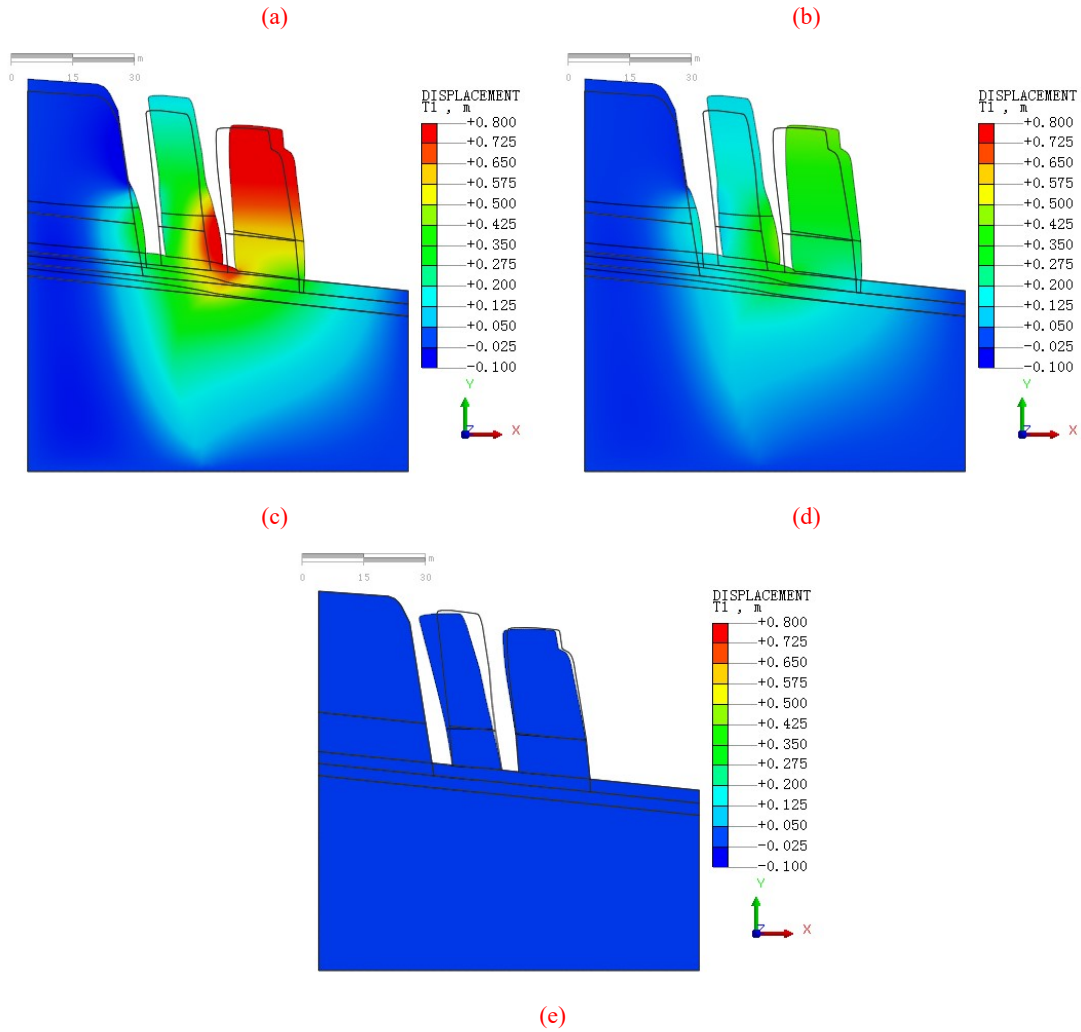 (a) (b)
m m
0 15 30 0 15 30
DISPLACEMENT DISPLACEMENT
T1 , m T1 , m
+0.800 +0.800
+0.725 +0.725
+0.650 +0.650
+0.575 +0.575
+0.500 +0.500
+0.425 +0.425
+0.350 +0.350
+0.275 +0.275
+0.200 +0.200
+0.125 +0.125
+0.050 +0.050
-0.025 -0.025
-0.100 -0.100
Y Y
Z X Z X
(c) (d)
m
0 15 30
DISPLACEMENT
T1 , m
+0.800
+0.725
+0.650
+0.575
+0.500
+0.425
+0.350
+0.275
+0.200
+0.125
+0.050
-0.025
-0.100
Y
Z X
(e)